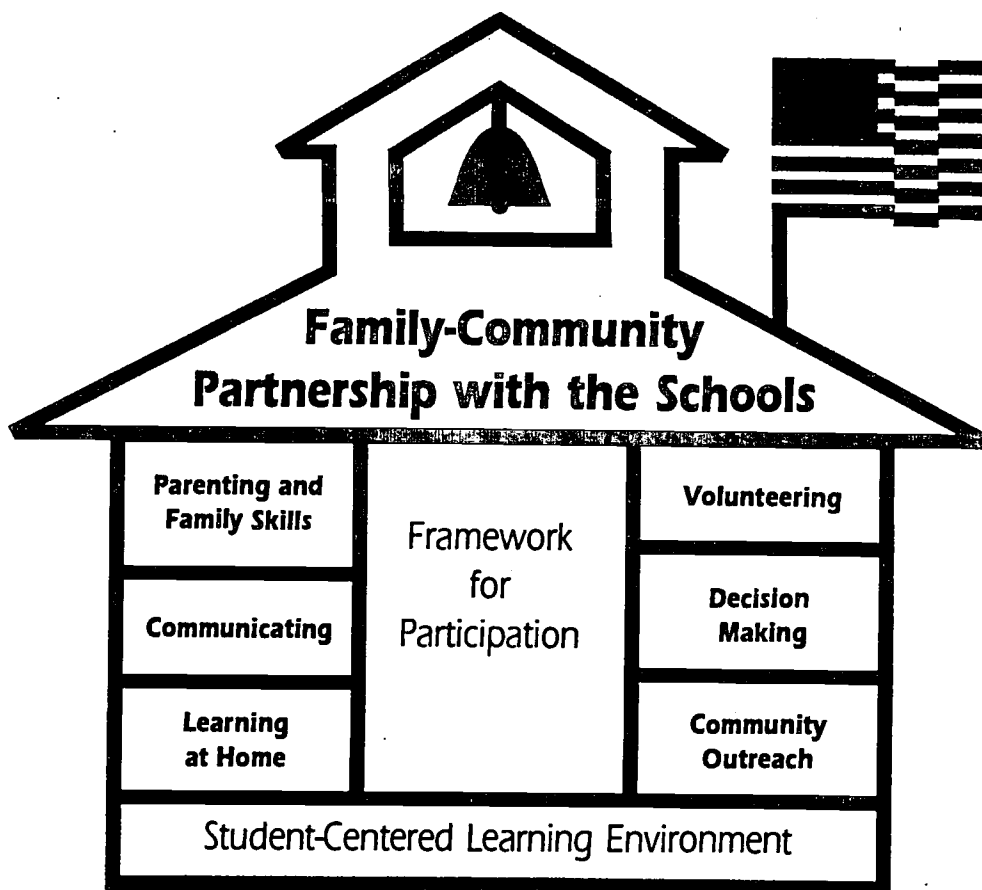 Family-Community
Partnership with the Schools
Parenting and
Family Skills
Communicating
Learning
at Home
Framework
for
Participation
Volunteering
Decision
Making
Community
Outreach
Student-Centered Learning Environment